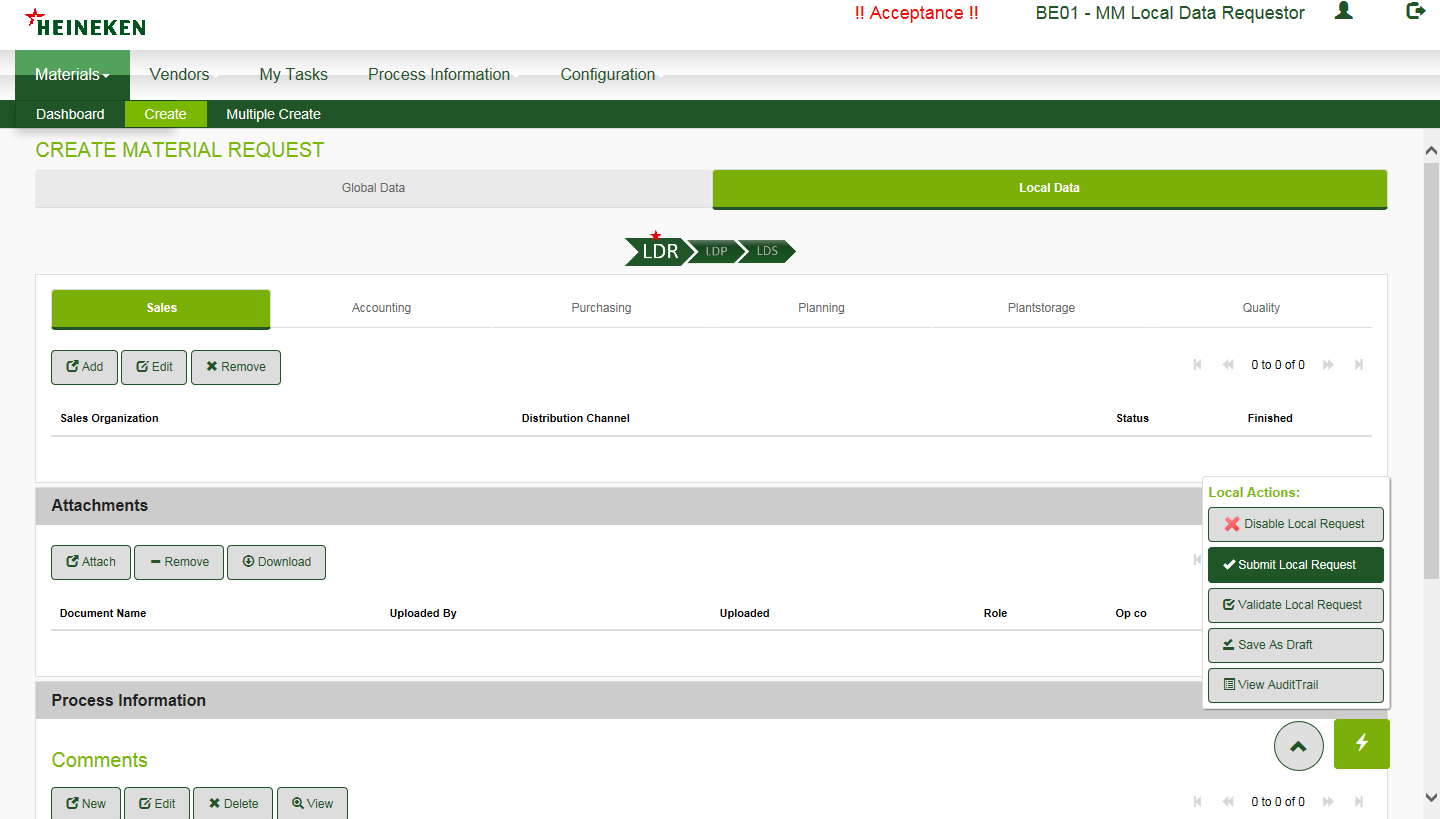 HEINEKEN
!! Acceptance !! BE01 - MM Local Data Requestor
Materials Vendors My Tasks Process Information Configuration
Dashboard Create Multiple Create
CREATE MATERIAL REQUEST
Global Data Local Data
LDR LDP LDS
Sales Accounting Purchasing Planning Plantstorage Quality
Add Edit Remove 0 to 0 of 0
Sales Organization Distribution Channel Status Finished
Attachments
Attach Remove Download
Document Name Uploaded By Uploaded Role Op co
Local Actions:
Disable Local Request
Submit Local Request
Validate Local Request
Save As Draft
View AuditTrail
Process Information
Comments
New Edit Delete View 0 to 0 of 0